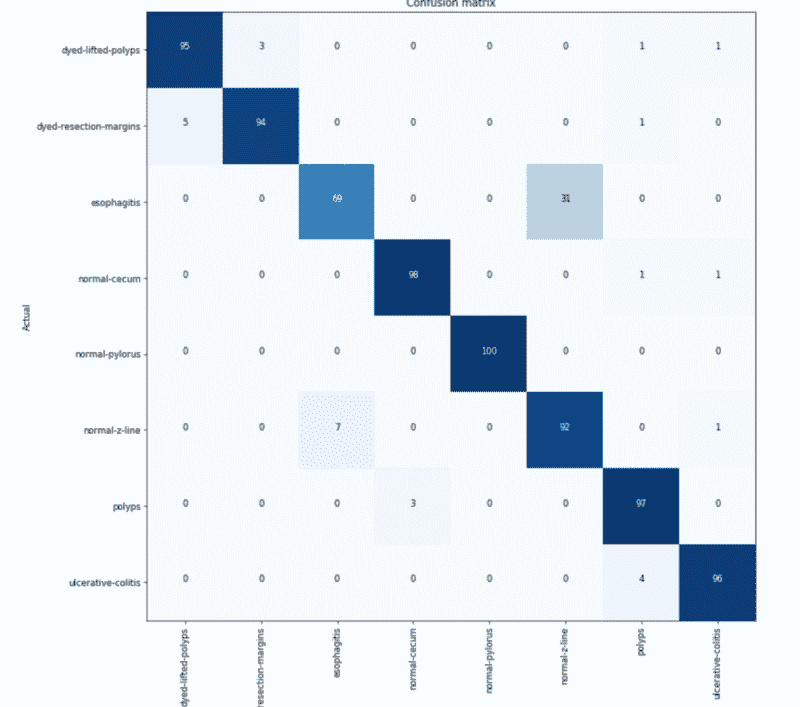 Confusion matrix
dyed-lifted-polyps 95 3 0 0 0 0 1 1
dyed-resection-margins 5 94 0 0 0 0 1 0
esophagitis 0 0 69 0 0 31 0 0
normal-cecum 0 0 0 98 0 0 1 1
Actual
normal-pylorus 0 0 0 0 100 0 0 0
normal-z-line 0 0 7 0 0 92 0 1
polyps 0 0 0 3 0 0 97 0
ulcerative-colitis 0 0 0 0 0 0 4 96
dyed-lifted-polyps
resection-margins
esophagitis
normal-cecum
normal-pylorus
normal-z-line
polyps
ulcerative-colitis